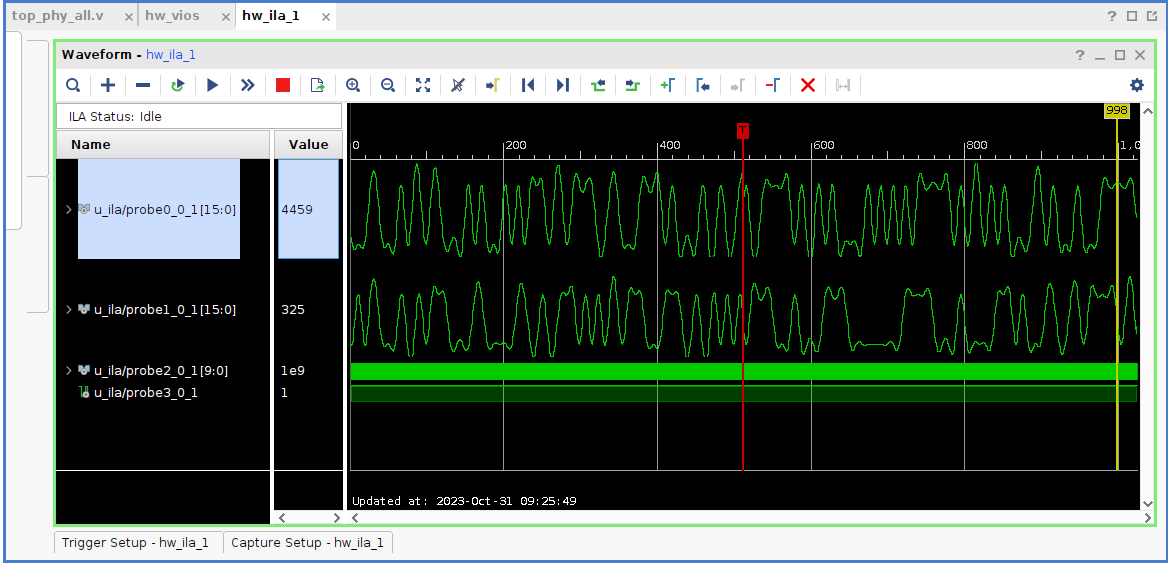 top_phy_all.v × hw_vios × hw_ila_1 ×
Waveform - hw_ila_1
ILA Status: Idle
Name Value
998
T
0 200 400 600 800 1,0
u_ila/probe0_0_1[15:0] 4459
u_ila/probe1_0_1[15:0] 325
u_ila/probe2_0_1[9:0] 1e9
u_ila/probe3_0_1 1
Updated at: 2023-Oct-31 09:25:49
Trigger Setup - hw_ila_1 Capture Setup - hw_ila_1